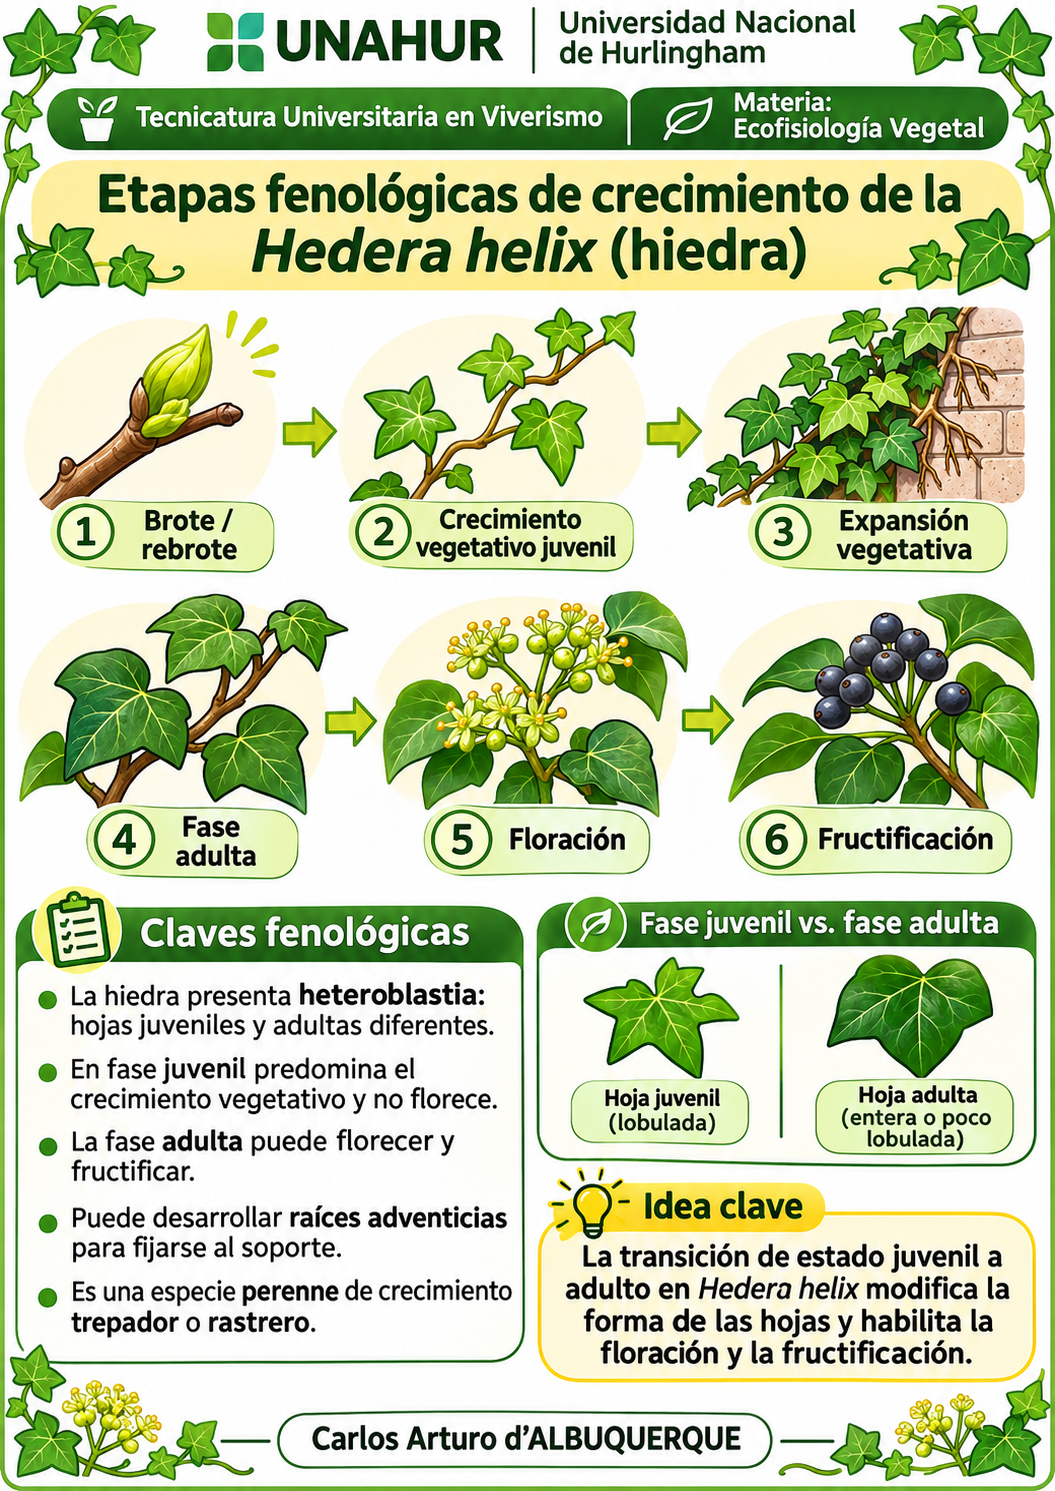 UNAHUR
Universidad Nacional
de Hurlingham
Tecnicatura Universitaria en Viverismo
Materia:
Ecofisiología Vegetal
Etapas fenológicas de crecimiento de la
Hedera helix (hiedra)
1 Brote /
rebrote
2 Crecimiento
vegetativo juvenil
3 Expansión
vegetativa
4 Fase
adulta
5 Floración
6 Fructificación
Claves fenológicas
La hiedra presenta heteroblastia:
hojas juveniles y adultas diferentes.
En fase juvenil predomina el
crecimiento vegetativo y no florece.
La fase adulta puede florecer y
fructificar.
Puede desarrollar raíces adventicias
para fijarse al soporte.
Es una especie perenne de crecimiento
trepador o rastrero.
Fase juvenil vs. fase adulta
Hoja juvenil
(lobulada)
Hoja adulta
(entera o poco
lobulada)
Idea clave
La transición de estado juvenil a
adulto en Hedera helix modifica la
forma de las hojas y habilita la
floración y la fructificación.
Carlos Arturo d'ALBUQUERQUE